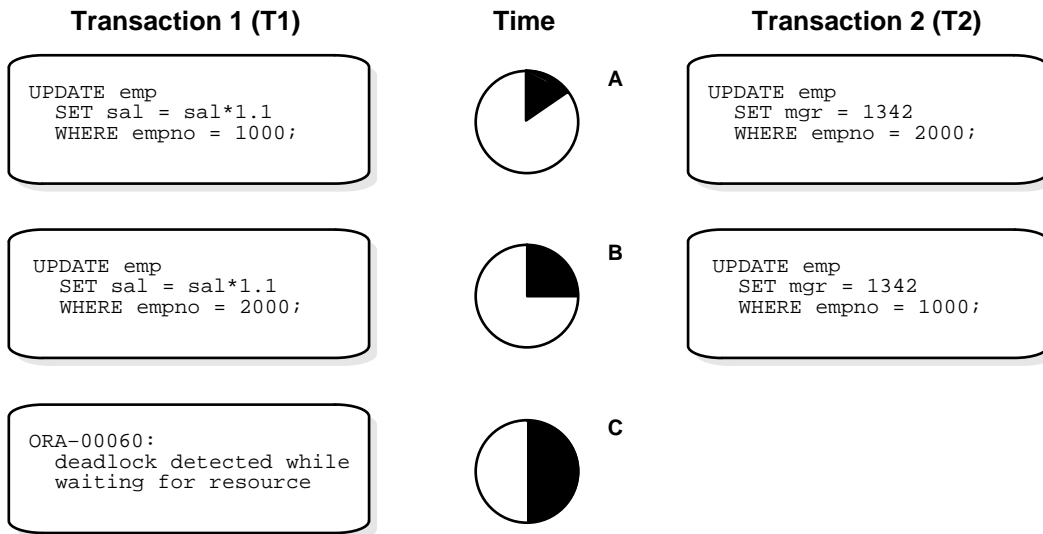 Transaction 1 (T1)
Time
Transaction 2 (T2)
UPDATE emp
SET sal = sal*1.1
WHERE empno = 1000;
A
UPDATE emp
SET mgr = 1342
WHERE empno = 2000;
UPDATE emp
SET sal = sal*1.1
WHERE empno = 2000;
B
UPDATE emp
SET mgr = 1342
WHERE empno = 1000;
ORA−00060:
deadlock detected while
waiting for resource
C